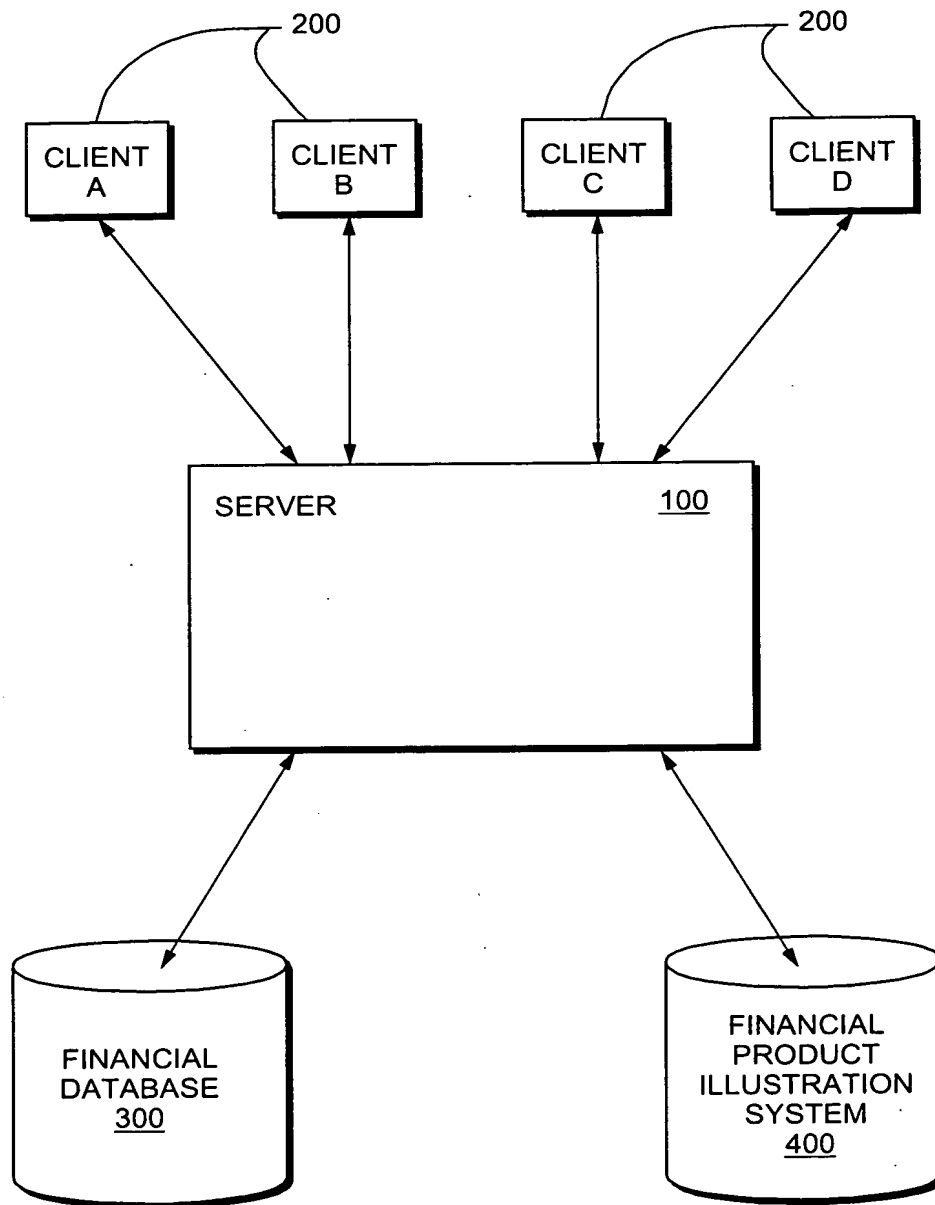 200
200
CLIENT
A
CLIENT
B
CLIENT
C
CLIENT
D
SERVER
100
FINANCIAL
DATABASE
300
FINANCIAL
PRODUCT
ILLUSTRATION
SYSTEM
400